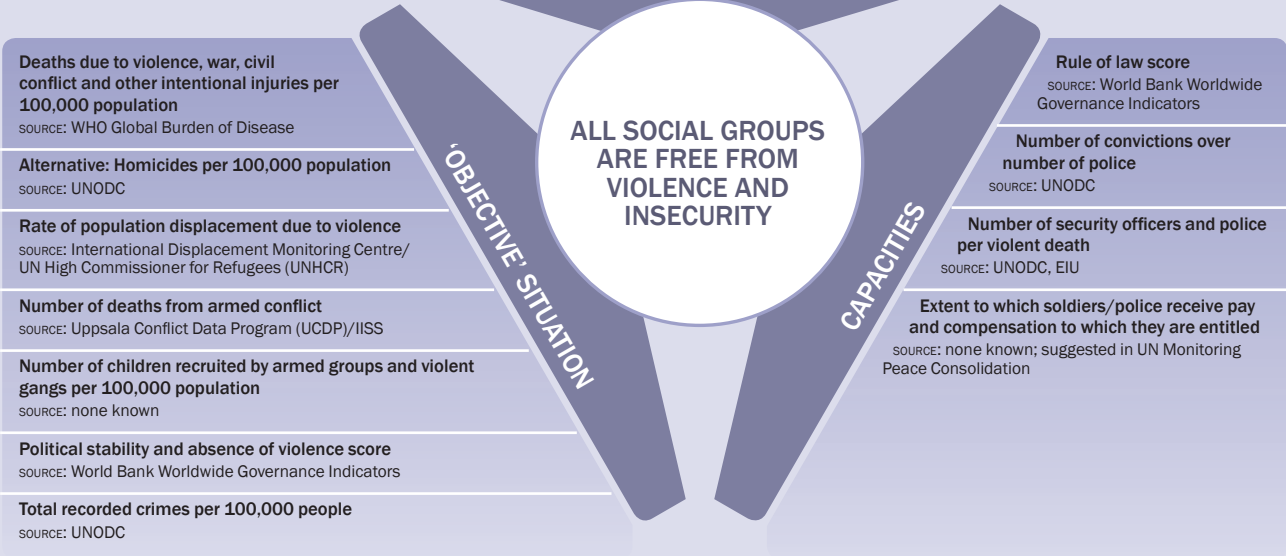 Deaths due to violence, war, civil
conflict and other intentional injuries per
100,000 population
SOURCE: WHO Global Burden of Disease
Alternative: Homicides per 100,000 population
SOURCE: UNODC
Rate of population displacement due to violence
SOURCE: International Displacement Monitoring Centre/
UN High Commissioner for Refugees (UNHCR)
Number of deaths from armed conflict
SOURCE: Uppsala Conflict Data Program (UCDP)/IISS
Number of children recruited by armed groups and violent
gangs per 100,000 population
SOURCE: none known
Political stability and absence of violence score
SOURCE: World Bank Worldwide Governance Indicators
Total recorded crimes per 100,000 people
SOURCE: UNODC
‘OBJECTIVE’ SITUATION
ALL SOCIAL GROUPS
ARE FREE FROM
VIOLENCE AND
INSECURITY
CAPACITIES
Rule of law score
SOURCE: World Bank Worldwide
Governance Indicators
Number of convictions over
number of police
SOURCE: UNODC
Number of security officers and police
per violent death
SOURCE: UNODC, EIU
Extent to which soldiers/police receive pay
and compensation to which they are entitled
SOURCE: none known; suggested in UN Monitoring
Peace Consolidation